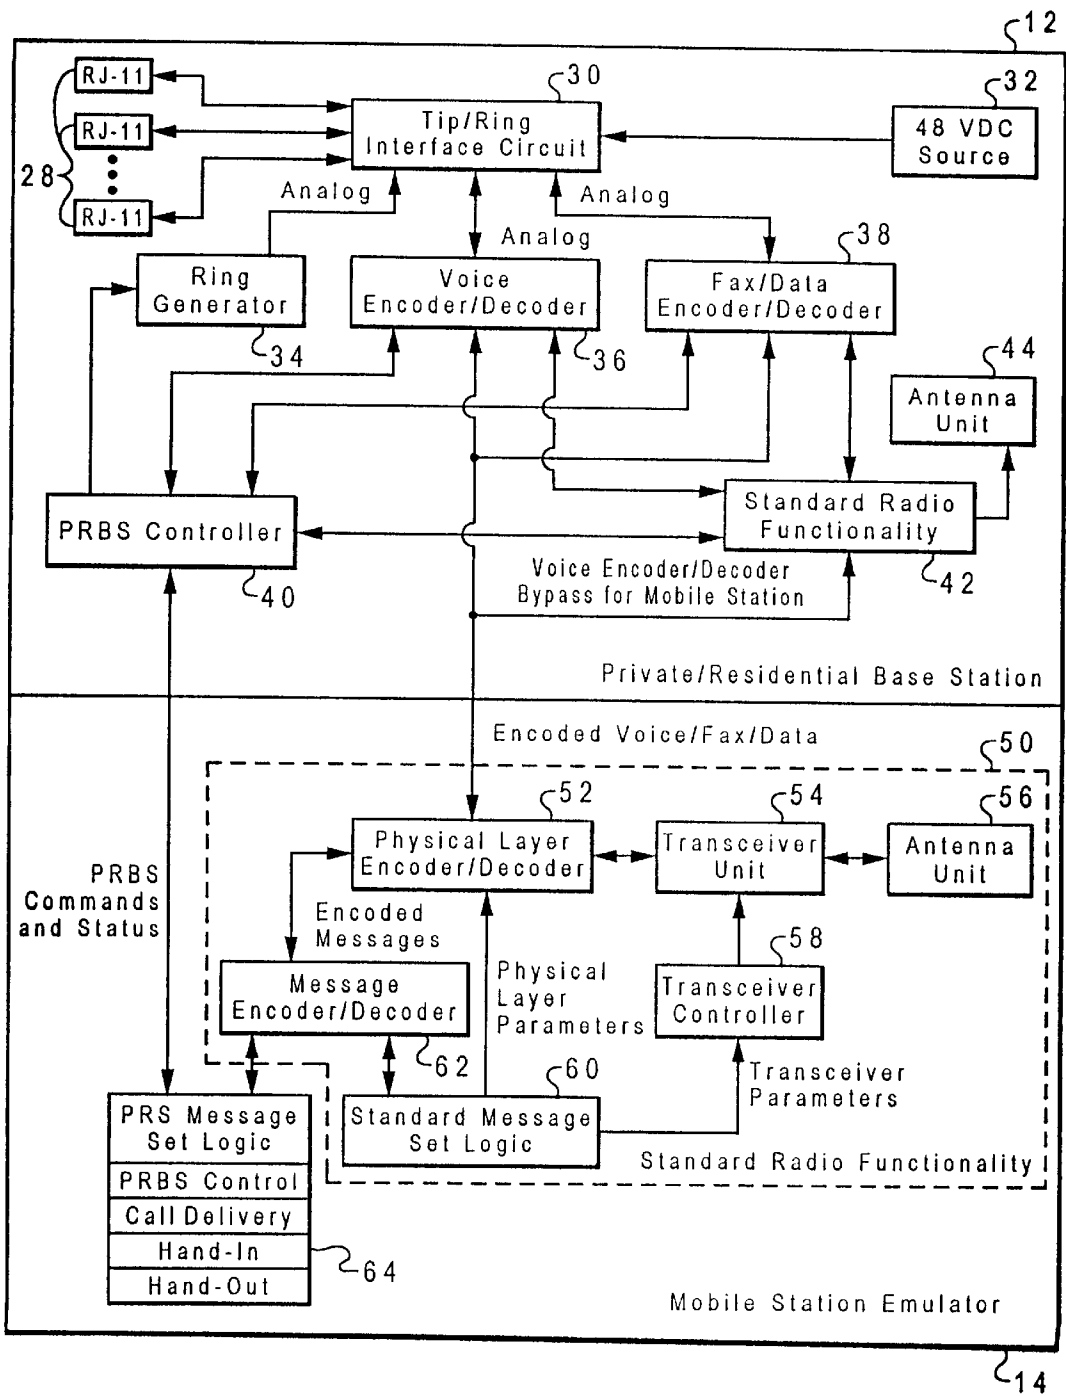 12
RJ-11
RJ-11
RJ-11
28
30
Tip/Ring
Interface Circuit
32
48 VDC
Source
Analog
Analog
Analog
Ring
Generator
34
Voice
Encoder/Decoder
36
38
Fax/Data
Encoder/Decoder
44
Antenna
Unit
PRBS Controller
40
Standard Radio
Functionality
42
Voice Encoder/Decoder
Bypass for Mobile Station
Private/Residential Base Station
Encoded Voice/Fax/Data
50
52
Physical Layer
Encoder/Decoder
54
Transceiver
Unit
56
Antenna
Unit
PRBS
Commands
and Status
Encoded
Messages
Message
Encoder/Decoder
62
Physical
Layer
Parameters
58
Transceiver
Controller
60
Standard Message
Set Logic
Transceiver
Parameters
Standard Radio Functionality
PRS Message
Set Logic
PRBS Control
Call Delivery
Hand-In
Hand-Out
64
Mobile Station Emulator
14